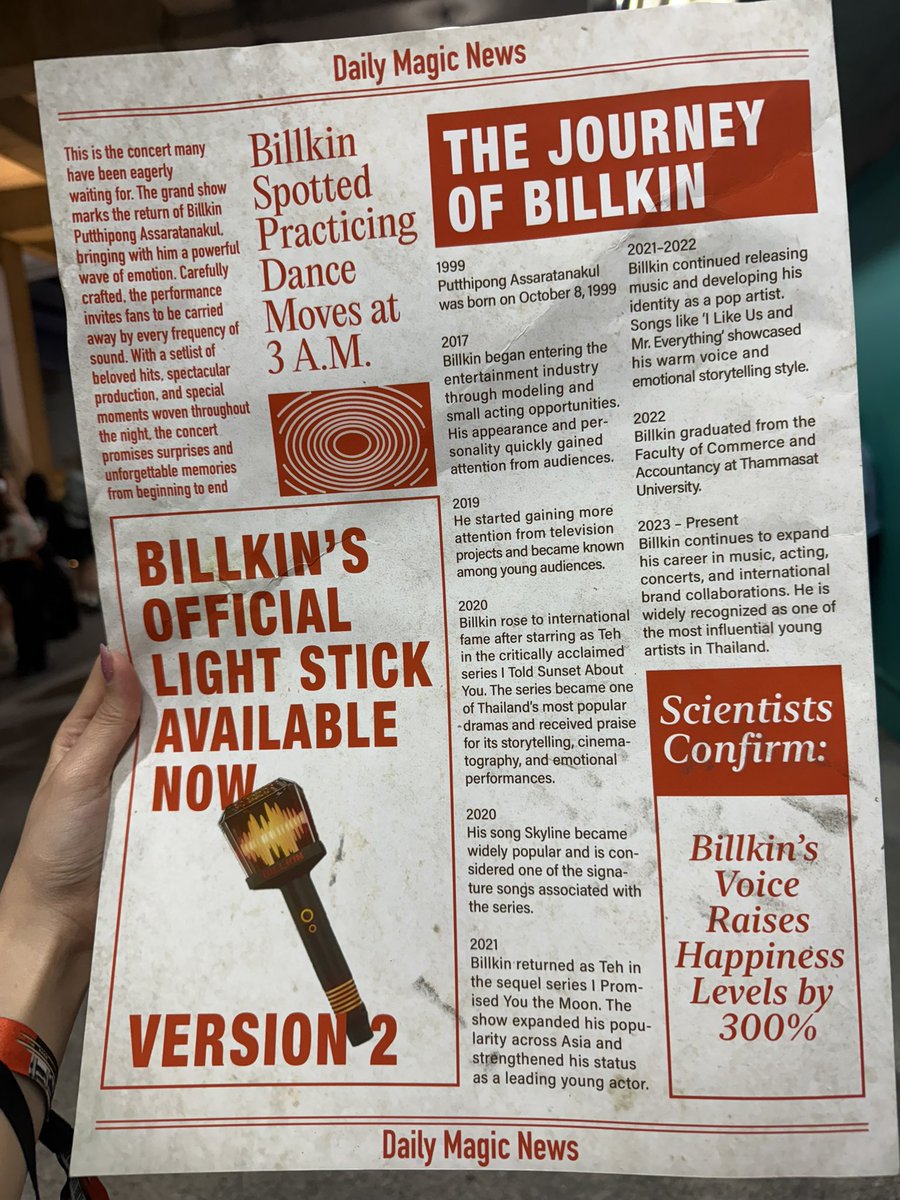 Daily Magic News
This is the concert many
have been eagerly
waiting for. The grand show
marks the return of Billkin
Putthipong Assaratanakul,
bringing with him a powerful
wave of emotion. Carefully
crafted, the performance
invites fans to be carried
away by every frequency of
sound. With a setlist of
beloved hits, spectacular
production, and special
moments woven throughout
the night, the concert
promises surprises and
unforgettable memories
from beginning to end
Billkin
Spotted
Practicing
Dance
Moves at
3 A.M.
BILLKIN'S
OFFICIAL
LIGHT STICK
AVAILABLE
NOW
BILLKIN
VERSION 2
THE JOURNEY
OF BILLKIN
1999
Putthipong Assaratanakul
was born on October 8, 1999
2017
Billkin began entering the
entertainment industry
through modeling and
small acting opportunities.
His appearance and per-
sonality quickly gained
attention from audiences.
2019
He started gaining more
attention from television
projects and became known
among young audiences.
2020
Billkin rose to international
fame after starring as Teh
in the critically acclaimed
series I Told Sunset About
You. The series became one
of Thailand's most popular
dramas and received praise
for its storytelling, cinema-
tography, and emotional
performances.
2020
His song Skyline became
widely popular and is con-
sidered one of the signa-
ture songs associated with
the series.
2021
Billkin returned as Teh in
the sequel series I Prom-
ised You the Moon. The
show expanded his popu-
larity across Asia and
strengthened his status
as a leading young actor.
2021-2022
Billkin continued releasing
music and developing his
identity as a pop artist.
Songs like 'I Like Us and
Mr. Everything' showcased
his warm voice and
emotional storytelling style.
2022
Billkin graduated from the
Faculty of Commerce and
Accountancy at Thammasat
University.
2023 – Present
Billkin continues to expand
his career in music, acting,
concerts, and international
brand collaborations. He is
widely recognized as one of
the most influential young
artists in Thailand.
Scientists
Confirm:
Billkin's
Voice
Raises
Happiness
Levels by
300%
Daily Magic News